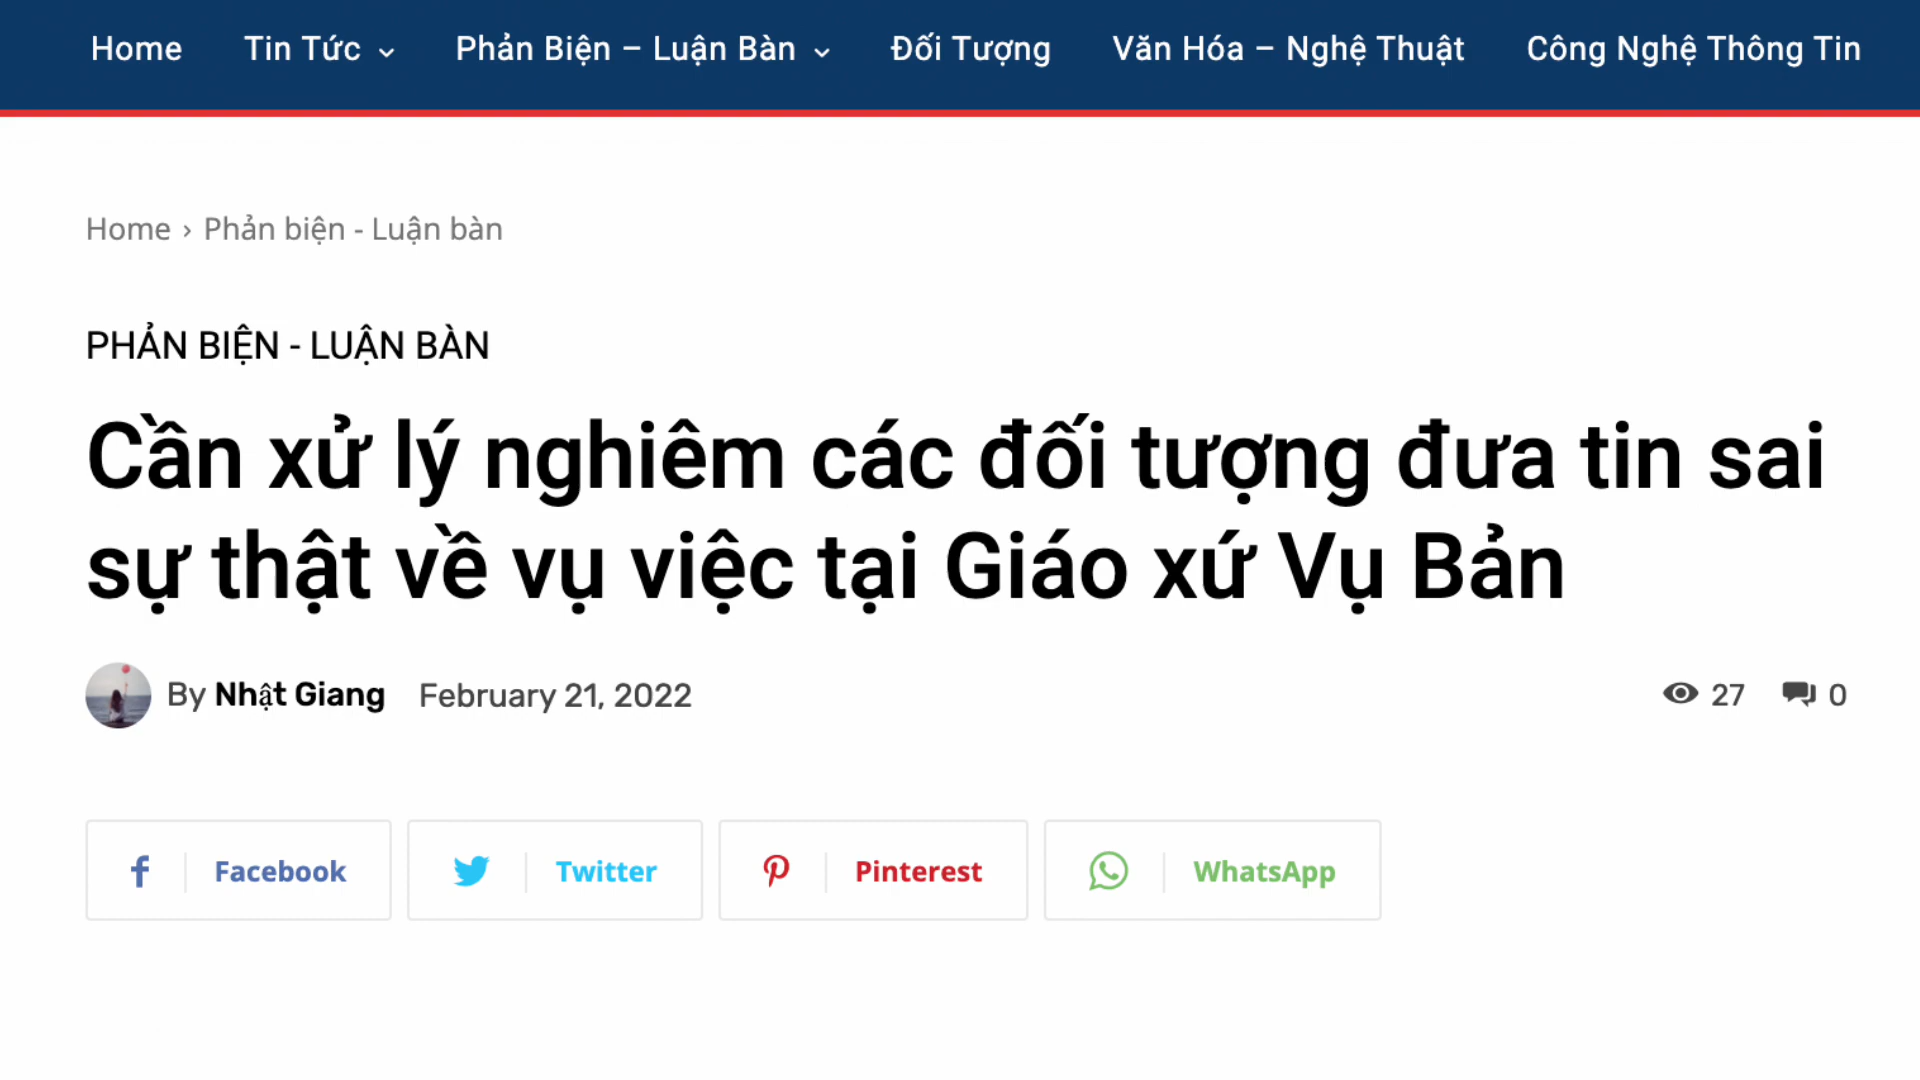 Home Tin Tức Phản Biện – Luận Bàn Đối Tượng Văn Hóa – Nghệ Thuật Công Nghệ Thông Tin
Home › Phản biện - Luận bàn
PHẢN BIỆN - LUẬN BÀN
Cần xử lý nghiêm các đối tượng đưa tin sai
sự thật về vụ việc tại Giáo xứ Vụ Bản
By Nhật Giang February 21, 2022 27 0
Facebook Twitter Pinterest WhatsApp